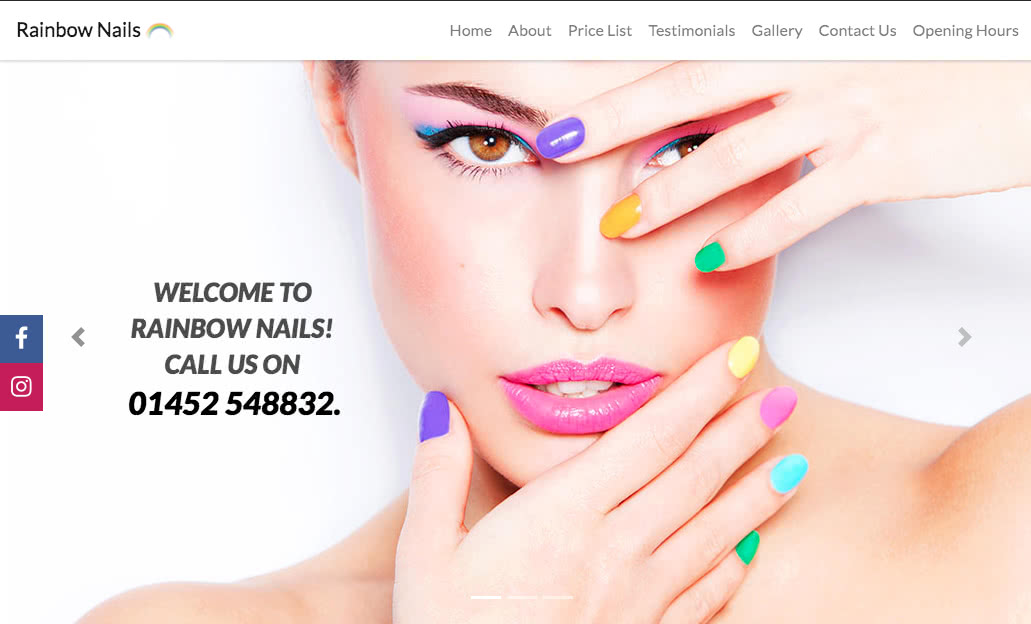 Rainbow Nails
Home About Price List Testimonials Gallery Contact Us Opening Hours
WELCOME TO
RAINBOW NAILS!
CALL US ON
01452 548832.